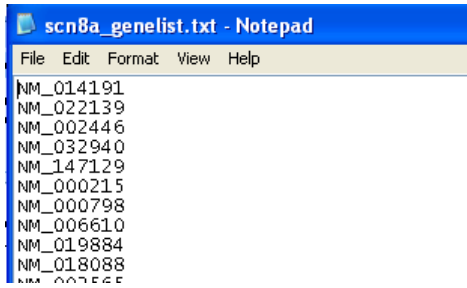 scn8a_genelist.txt - Notepad
File Edit Format View Help
NM_014191
NM_022139
NM_002446
NM_032940
NM_147129
NM_000215
NM_000798
NM_006610
NM_019884
NM_018088